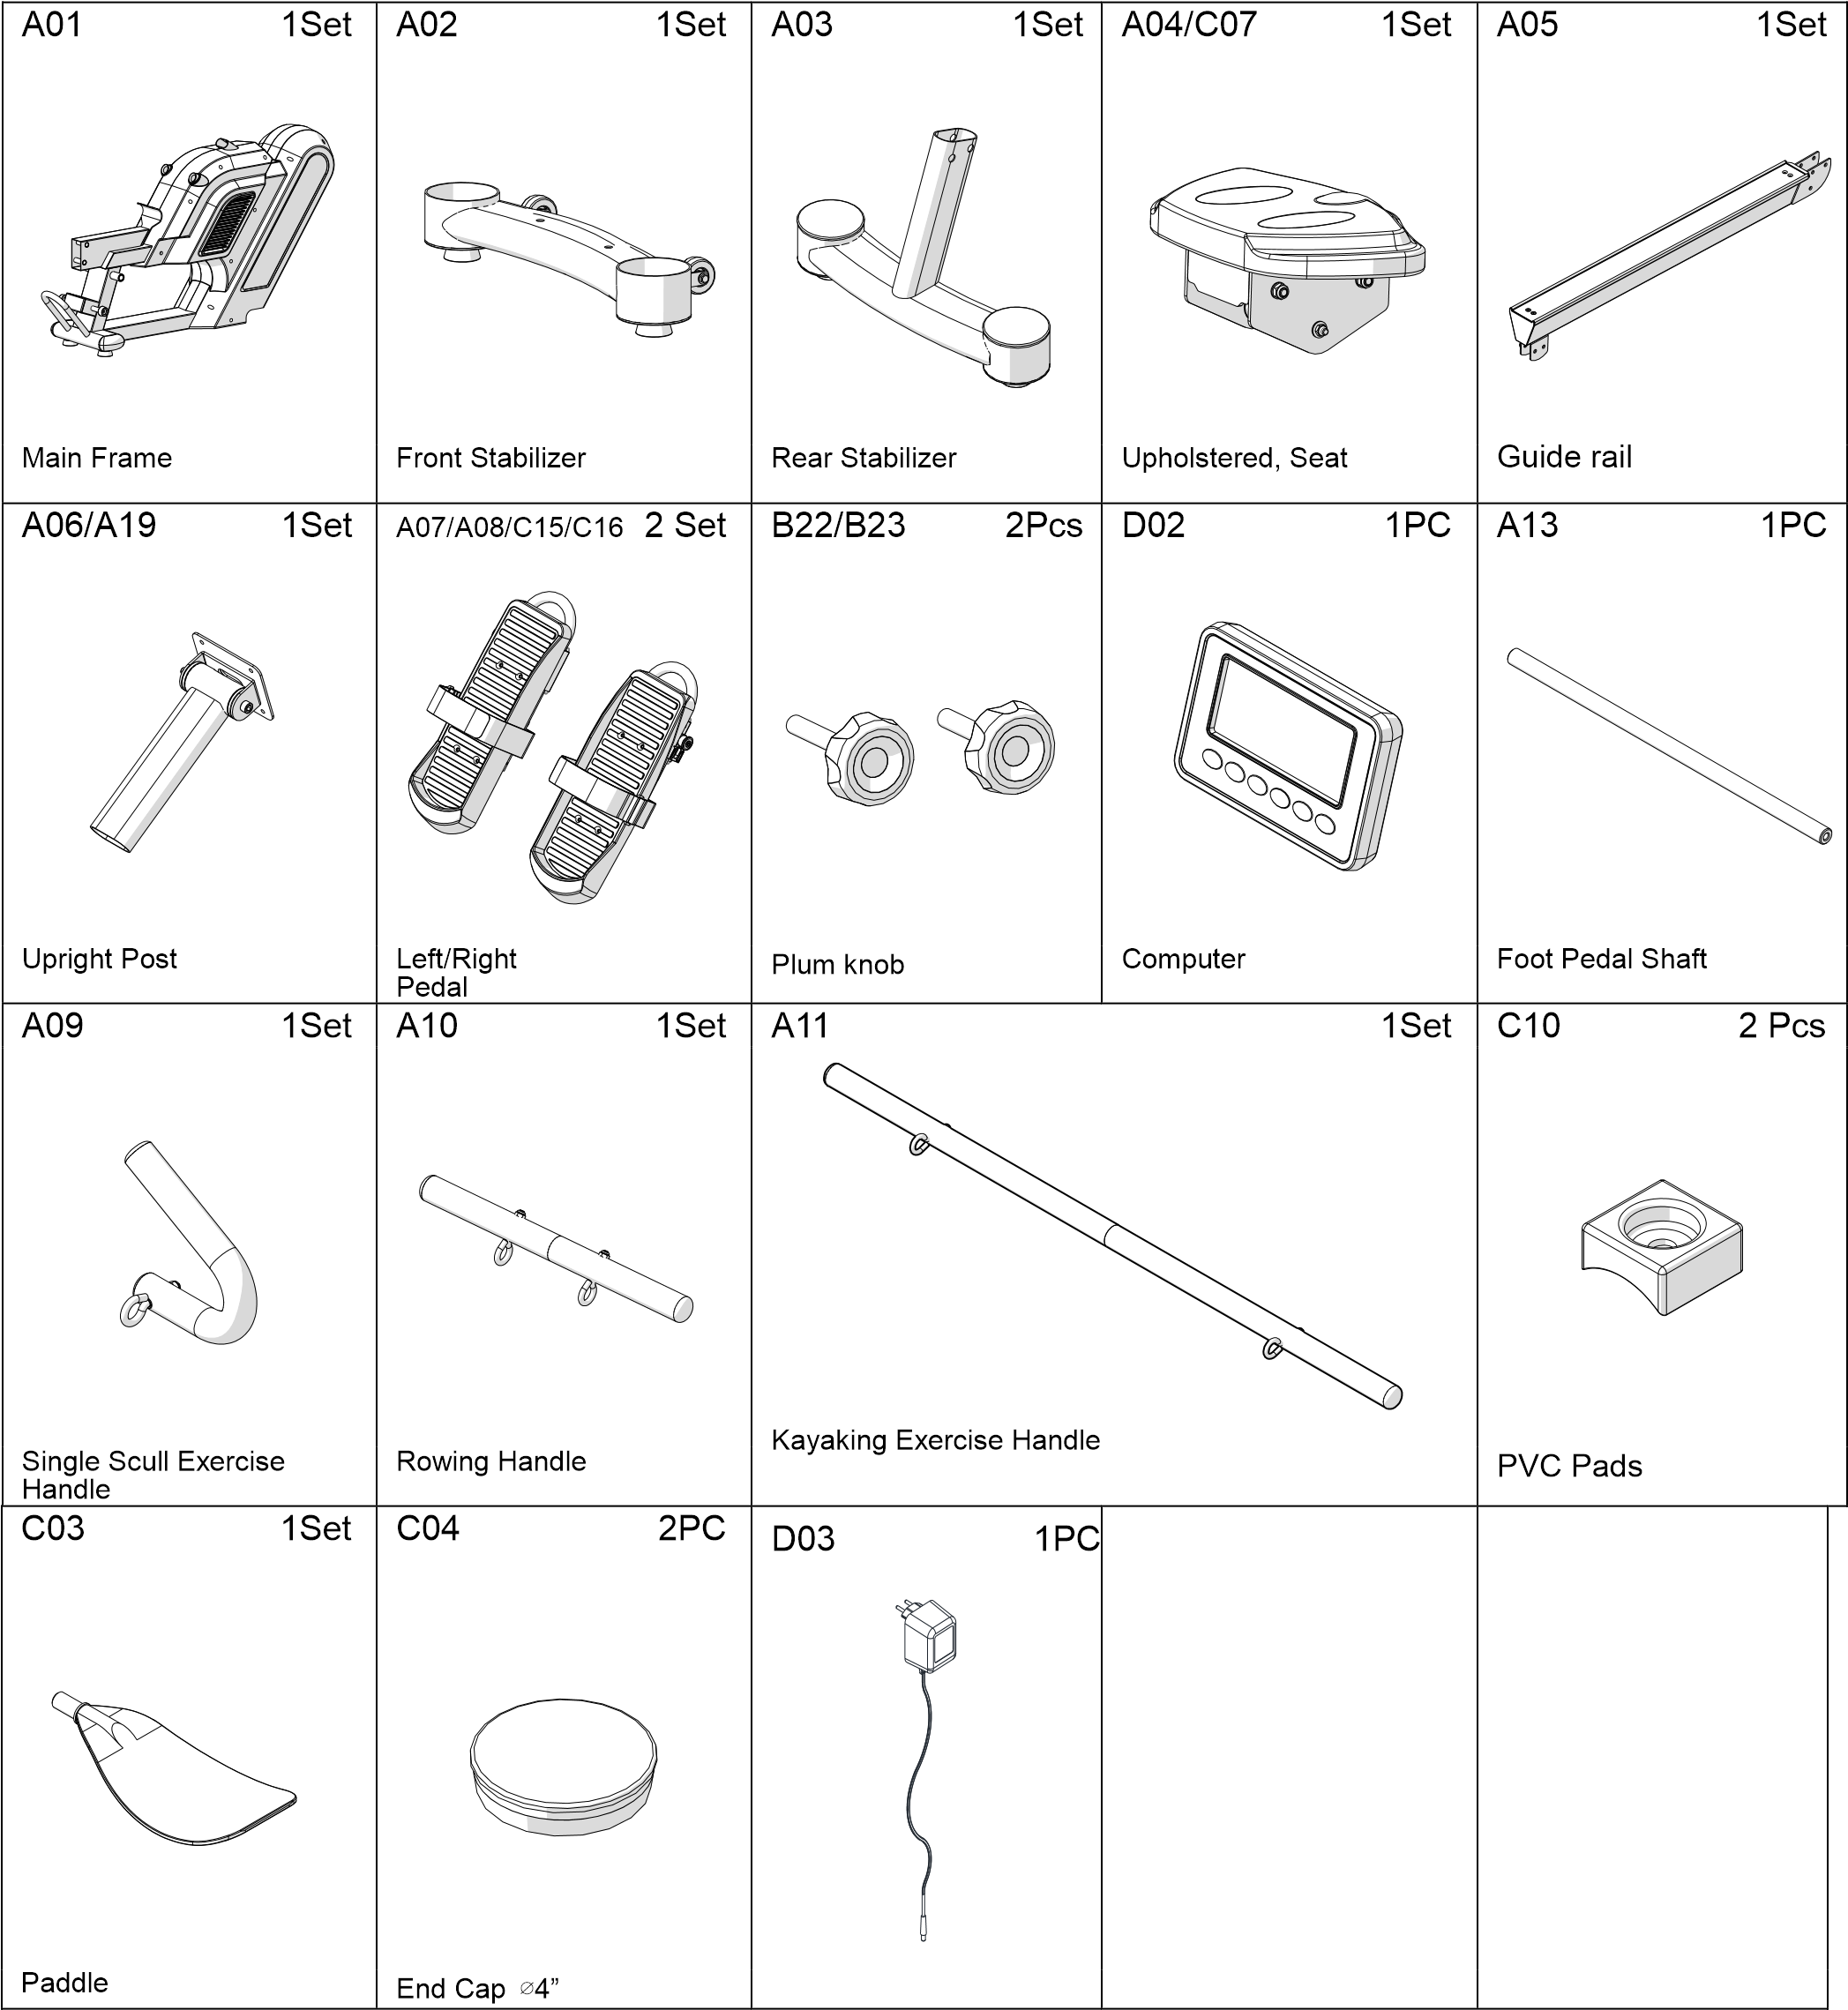 A01 1Set
Main Frame
A02 1Set
Front Stabilizer
A03 1Set
Rear Stabilizer
A04/C07 1Set
Upholstered, Seat
A05 1Set
Guide rail
A06/A19 1Set
Upright Post
A07/A08/C15/C16 2 Set
Left/Right
Pedal
B22/B23 2Pcs
Plum knob
D02 1PC
Computer
A13 1PC
Foot Pedal Shaft
A09 1Set
Single Scull Exercise
Handle
A10 1Set
Rowing Handle
A11 1Set
Kayaking Exercise Handle
C10 2 Pcs
PVC Pads
C03 1Set
Paddle
C04 2PC
End Cap ⌀4”
D03 1PC